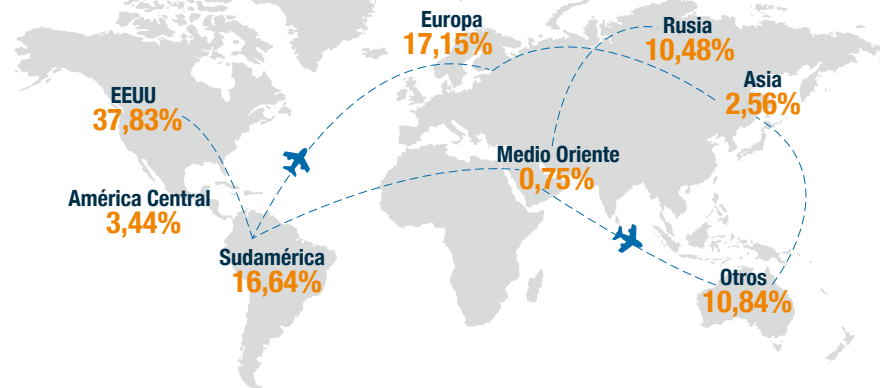 Europa
17,15%
Rusia
10,48%
EEUU
37,83%
Asia
2,56%
Medio Oriente
0,75%
América Central
3,44%
Sudamérica
16,64%
Otros
10,84%